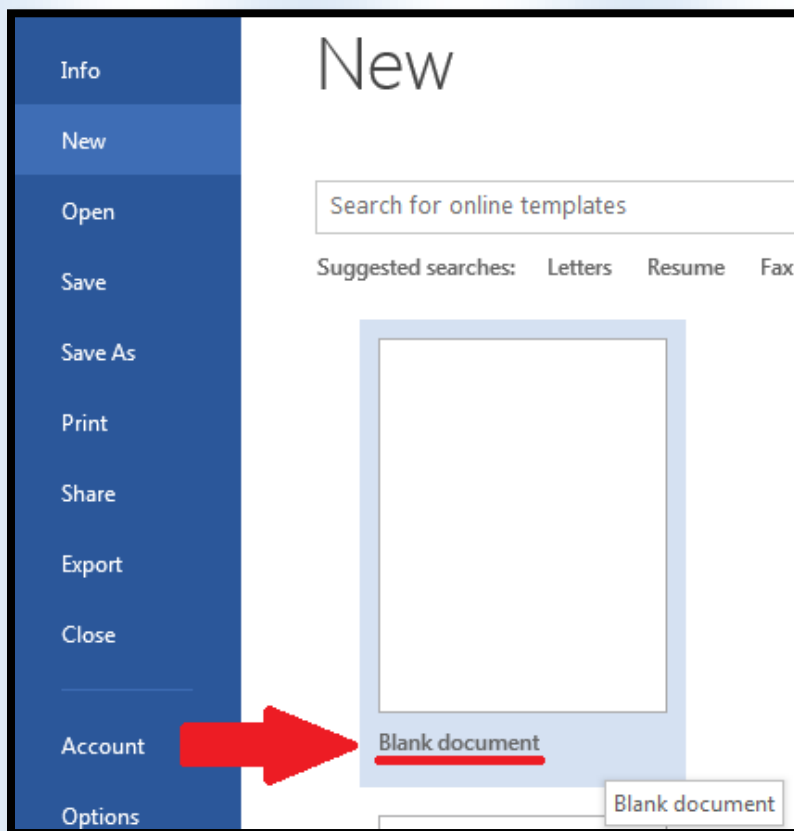 Info
New
Open
Save
Save As
Print
Share
Export
Close
Account
Options
New
Search for online templates
Suggested searches: Letters Resume Fax
Blank document
Blank document